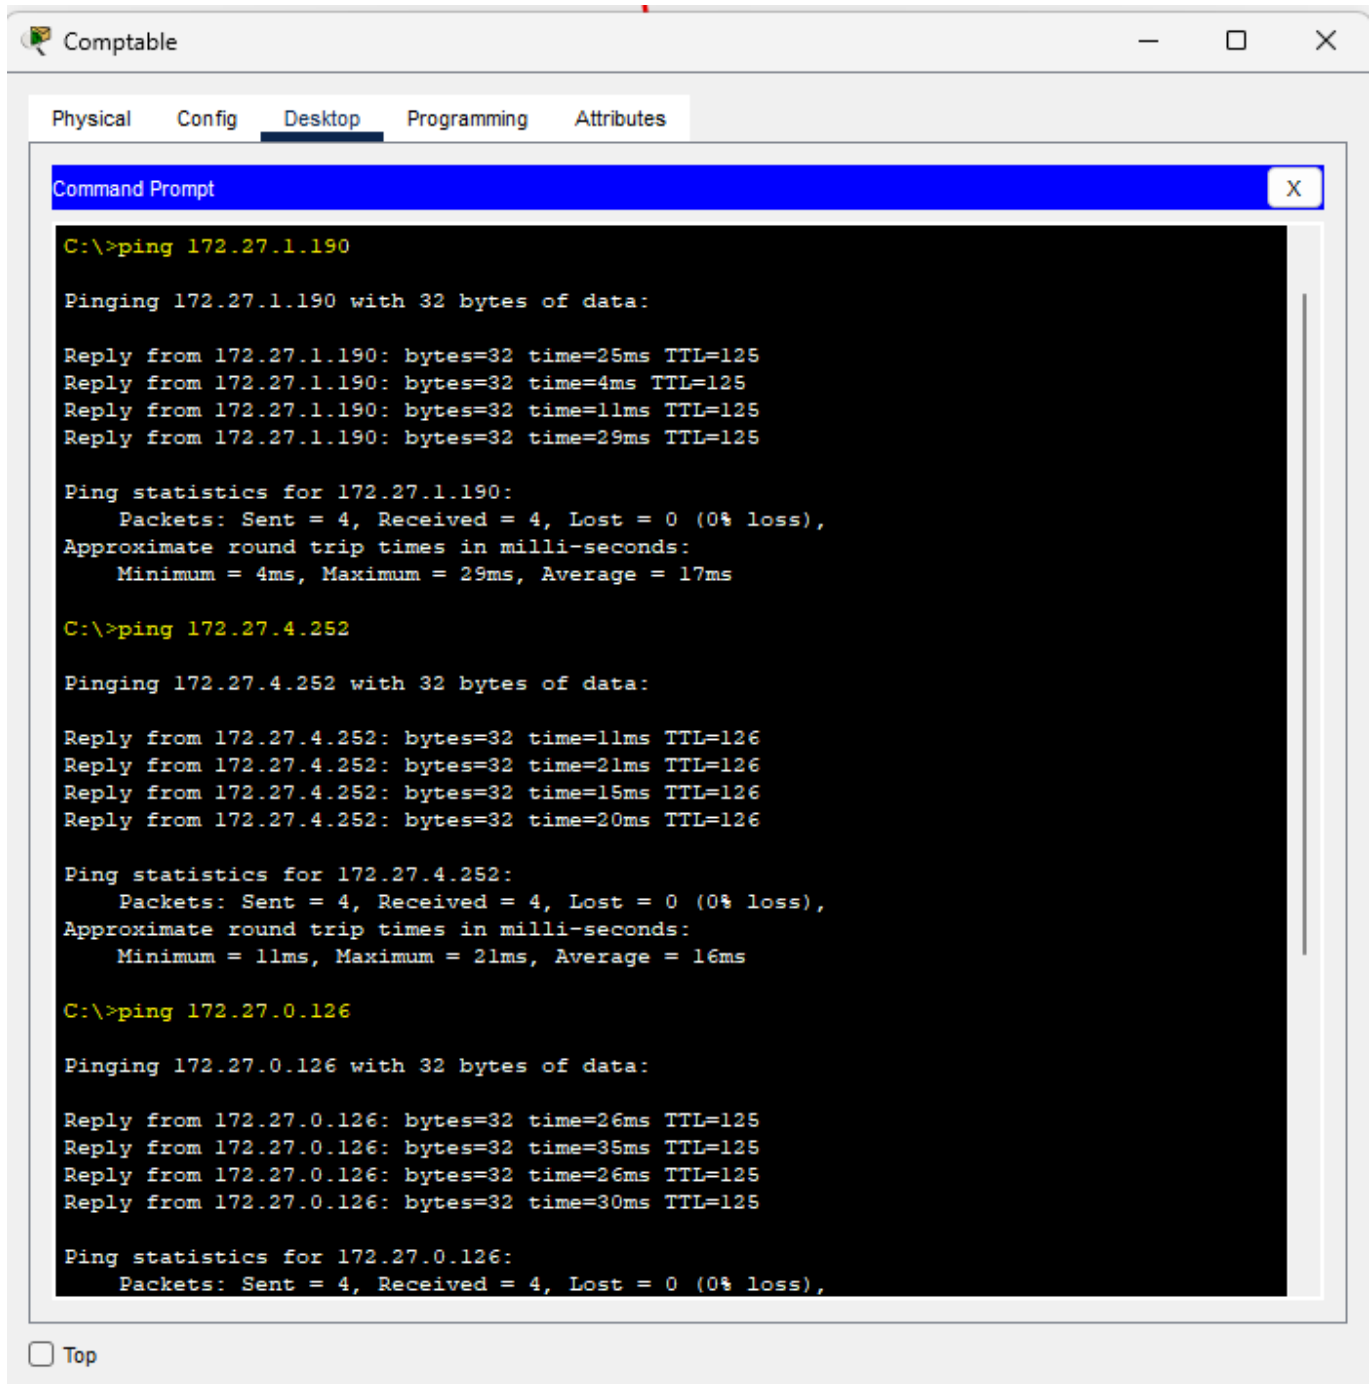 Comptable
Physical Config Desktop Programming Attributes
Command Prompt X
C:\>ping 172.27.1.190
Pinging 172.27.1.190 with 32 bytes of data:
Reply from 172.27.1.190: bytes=32 time=25ms TTL=125
Reply from 172.27.1.190: bytes=32 time=4ms TTL=125
Reply from 172.27.1.190: bytes=32 time=11ms TTL=125
Reply from 172.27.1.190: bytes=32 time=29ms TTL=125
Ping statistics for 172.27.1.190:
Packets: Sent = 4, Received = 4, Lost = 0 (0% loss),
Approximate round trip times in milli-seconds:
Minimum = 4ms, Maximum = 29ms, Average = 17ms
C:\>ping 172.27.4.252
Pinging 172.27.4.252 with 32 bytes of data:
Reply from 172.27.4.252: bytes=32 time=11ms TTL=126
Reply from 172.27.4.252: bytes=32 time=21ms TTL=126
Reply from 172.27.4.252: bytes=32 time=15ms TTL=126
Reply from 172.27.4.252: bytes=32 time=20ms TTL=126
Ping statistics for 172.27.4.252:
Packets: Sent = 4, Received = 4, Lost = 0 (0% loss),
Approximate round trip times in milli-seconds:
Minimum = 11ms, Maximum = 21ms, Average = 16ms
C:\>ping 172.27.0.126
Pinging 172.27.0.126 with 32 bytes of data:
Reply from 172.27.0.126: bytes=32 time=26ms TTL=125
Reply from 172.27.0.126: bytes=32 time=35ms TTL=125
Reply from 172.27.0.126: bytes=32 time=26ms TTL=125
Reply from 172.27.0.126: bytes=32 time=30ms TTL=125
Ping statistics for 172.27.0.126:
Packets: Sent = 4, Received = 4, Lost = 0 (0% loss),
Top